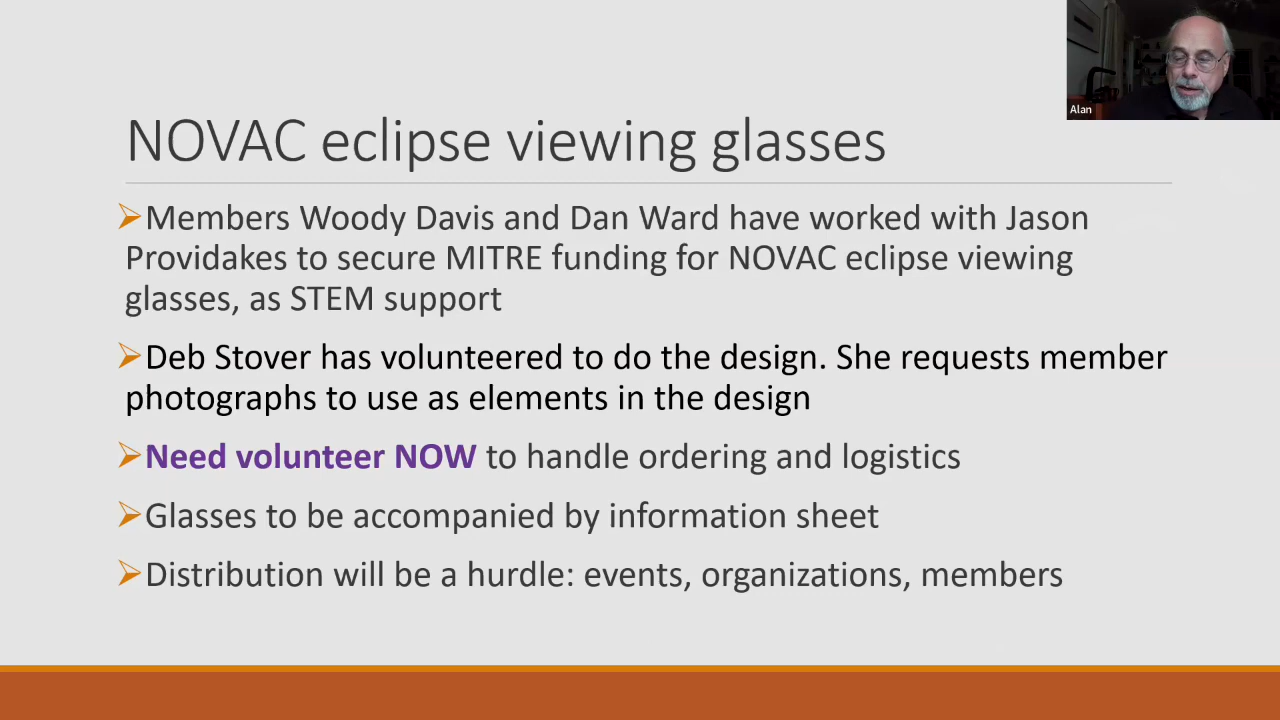 Alan
NOVAC eclipse viewing glasses
Members Woody Davis and Dan Ward have worked with Jason
Providakes to secure MITRE funding for NOVAC eclipse viewing
glasses, as STEM support
Deb Stover has volunteered to do the design. She requests member
photographs to use as elements in the design
Need volunteer NOW to handle ordering and logistics
Glasses to be accompanied by information sheet
Distribution will be a hurdle: events, organizations, members